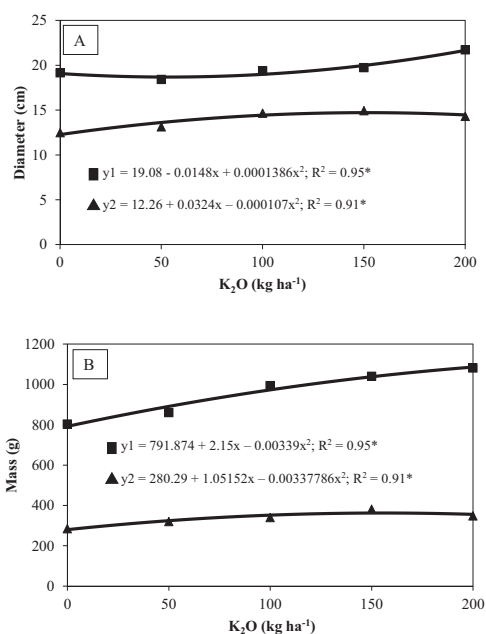 25
A
20
15
10
5
0
Diameter (cm)
■ y1 = 19.08 - 0.0148x + 0.0001386x²; R² = 0.95*
▲ y2 = 12.26 + 0.0324x – 0.000107x²; R² = 0.91*
0 50 100 150 200
K₂O (kg ha⁻¹)
1200
B
1000
800
600
400
200
0
Mass (g)
■ y1 = 791.874 + 2.15x – 0.00339x²; R² = 0.95*
▲ y2 = 280.29 + 1.05152x – 0.00337786x²; R² = 0.91*
0 50 100 150 200
K₂O (kg ha⁻¹)